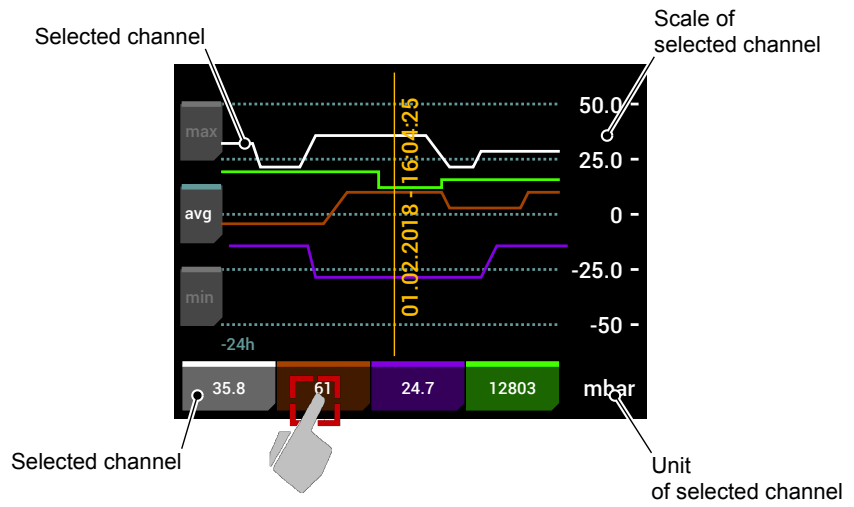 Selected channel
Scale of
selected channel
max
50.0
25.0
avg
0
01.02.2018 - 16:04:25
-25.0
min
-50
-24h
35.8
61
24.7
12803
mbar
Selected channel
Unit
of selected channel